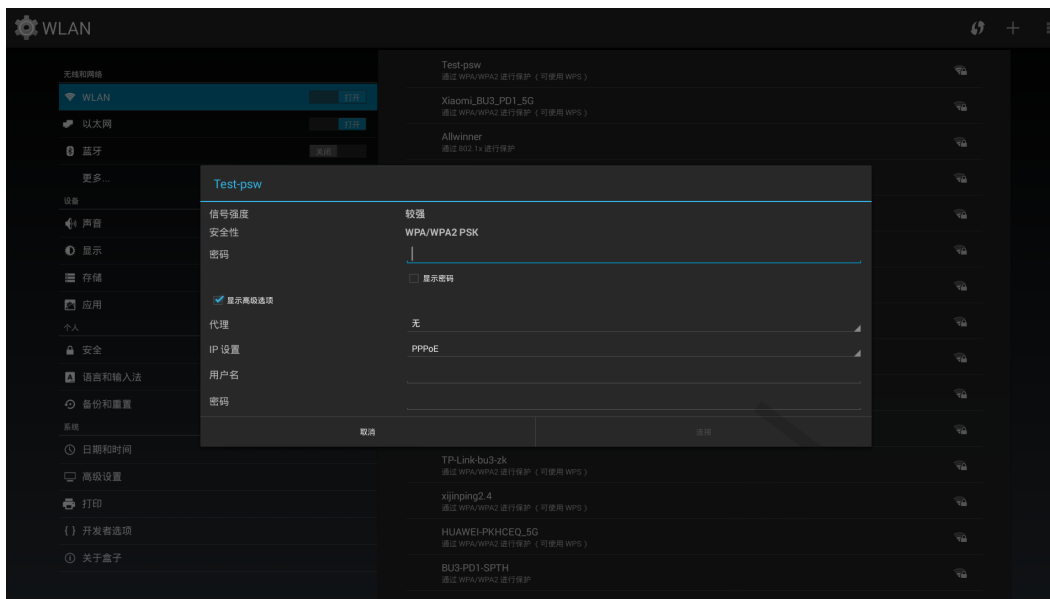 WLAN
无线和网络
WLAN 打开
以太网 打开
蓝牙 关闭
更多...
设备
声音
显示
存储
应用
个人
安全
语言和输入法
备份和重置
系统
日期和时间
高级设置
打印
{ } 开发者选项
关于盒子
Test-psw
通过 WPA/WPA2 进行保护（可使用 WPS）
Xiaomi_BU3_PD1_5G
通过 WPA/WPA2 进行保护（可使用 WPS）
Allwinner
通过 802.1x 进行保护
Test-psw
信号强度 较强
安全性 WPA/WPA2 PSK
密码
显示密码
显示高级选项
代理 无
IP 设置 PPPoE
用户名
密码
取消 连接
TP-Link-bu3-zk
通过 WPA/WPA2 进行保护（可使用 WPS）
xijinping2.4
通过 WPA/WPA2 进行保护（可使用 WPS）
HUAWEI-PKHCEQ_5G
通过 WPA/WPA2 进行保护（可使用 WPS）
BU3-PD1-SPTH
通过 WPA/WPA2 进行保护